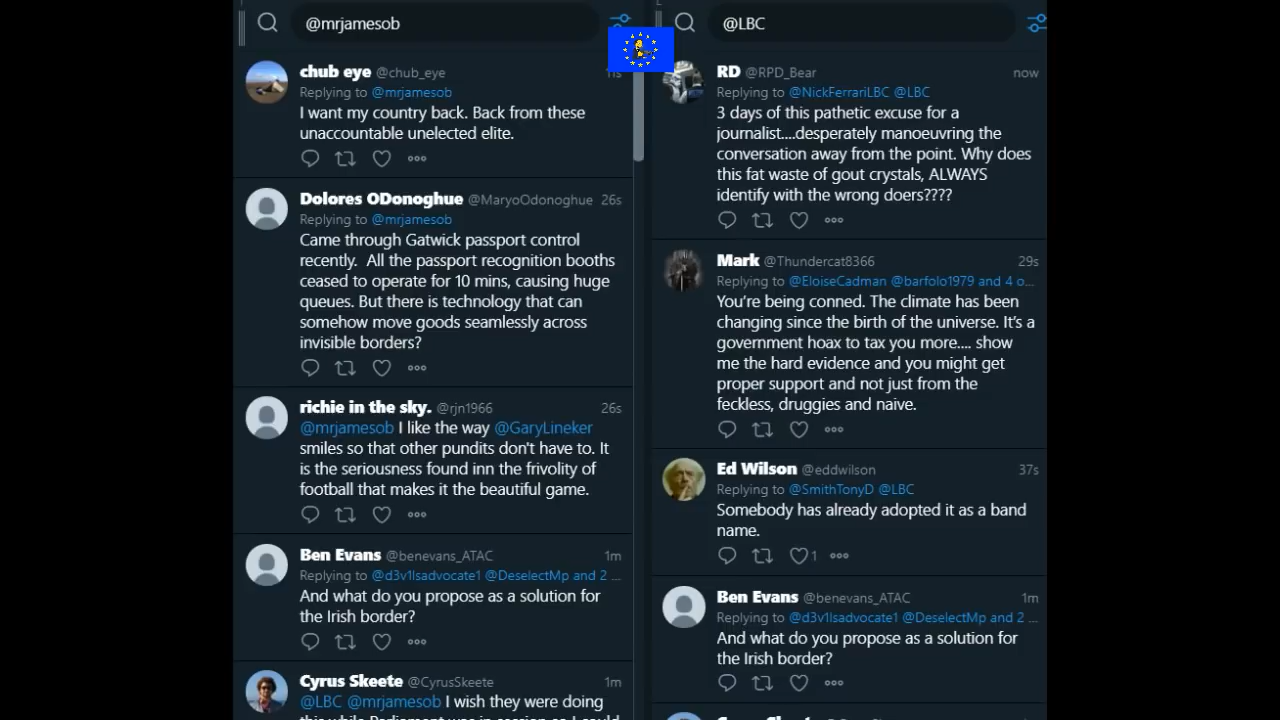 @mrjamesob
chub eye @chub_eye 11s
Replying to @mrjamesob
I want my country back. Back from these
unaccountable unelected elite.
Dolores ODonoghue @MaryoOdonoghue 26s
Replying to @mrjamesob
Came through Gatwick passport control
recently. All the passport recognition booths
ceased to operate for 10 mins, causing huge
queues. But there is technology that can
somehow move goods seamlessly across
invisible borders?
richie in the sky. @rjn1966 26s
@mrjamesob I like the way @GaryLineker
smiles so that other pundits don't have to. It
is the seriousness found inn the frivolity of
football that makes it the beautiful game.
Ben Evans @benevans_ATAC 1m
Replying to @d3v1lsadvocate1 @DeselectMp and 2 ...
And what do you propose as a solution for
the Irish border?
Cyrus Skeete @CyrusSkeete 1m
@LBC @mrjamesob I wish they were doing
this while Parliament was in session so I could
@LBC
RD @RPD_Bear now
Replying to @NickFerrariLBC @LBC
3 days of this pathetic excuse for a
journalist....desperately manoeuvring the
conversation away from the point. Why does
this fat waste of gout crystals, ALWAYS
identify with the wrong doers????
Mark @Thundercat8366 29s
Replying to @EloiseCadman @barfolo1979 and 4 o...
You're being conned. The climate has been
changing since the birth of the universe. It's a
government hoax to tax you more.... show
me the hard evidence and you might get
proper support and not just from the
feckless, druggies and naive.
Ed Wilson @eddwilson 37s
Replying to @SmithTonyD @LBC
Somebody has already adopted it as a band
name.
1
Ben Evans @benevans_ATAC 1m
Replying to @d3v1lsadvocate1 @DeselectMp and 2 ...
And what do you propose as a solution for
the Irish border?